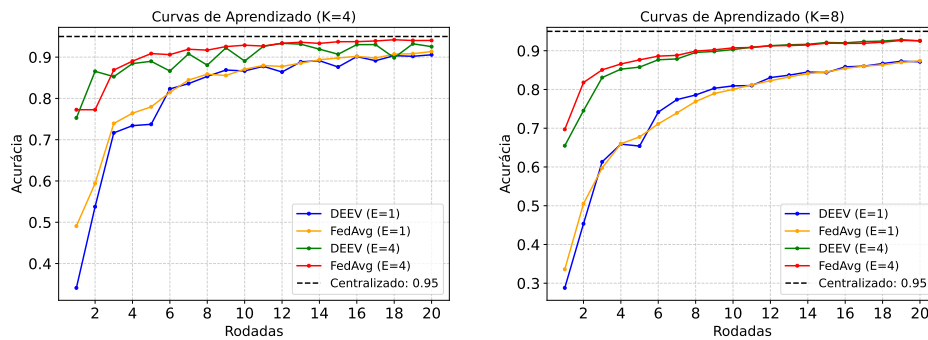 Curvas de Aprendizado (K=4)
Acurácia
0.9
0.8
0.7
0.6
0.5
0.4
2 4 6 8 10 12 14 16 18 20
Rodadas
DEEV (E=1)
FedAvg (E=1)
DEEV (E=4)
FedAvg (E=4)
Centralizado: 0.95
Curvas de Aprendizado (K=8)
Acurácia
0.9
0.8
0.7
0.6
0.5
0.4
0.3
2 4 6 8 10 12 14 16 18 20
Rodadas
DEEV (E=1)
FedAvg (E=1)
DEEV (E=4)
FedAvg (E=4)
Centralizado: 0.95